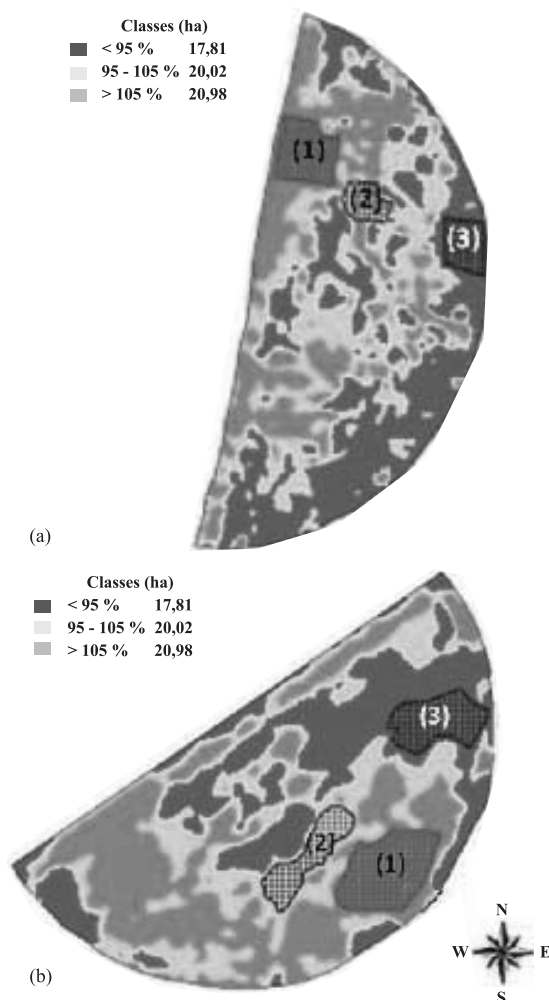 Classes (ha)
< 95 % 17,81
95 - 105 % 20,02
> 105 % 20,98
(1)
(2)
(3)
(a)
Classes (ha)
< 95 % 17,81
95 - 105 % 20,02
> 105 % 20,98
(3)
(2)
(1)
N
W E
S
(b)